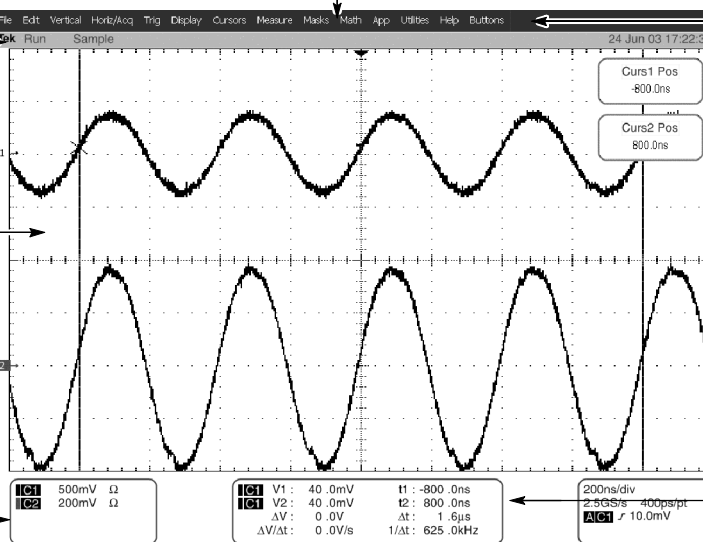 File Edit Vertical Horiz/Acq Trig Display Cursors Measure Masks Math App Utilities Help Buttons
Tek Run Sample 24 Jun 03 17:22:3
Curs1 Pos
-800.0ns
Curs2 Pos
800.0ns
1
2
C1 500mV Ω
C2 200mV Ω
C1 V1 : 40 .0mV t1 : -800 .0ns
C1 V2 : 40 .0mV t2 : 800 .0ns
ΔV : 0 .0V Δt : 1 .6μs
ΔV/Δt : 0 .0V/s 1/Δt : 625 .0kHz
200ns/div
2.5GS/s 400ps/pt
A C1 10.0mV